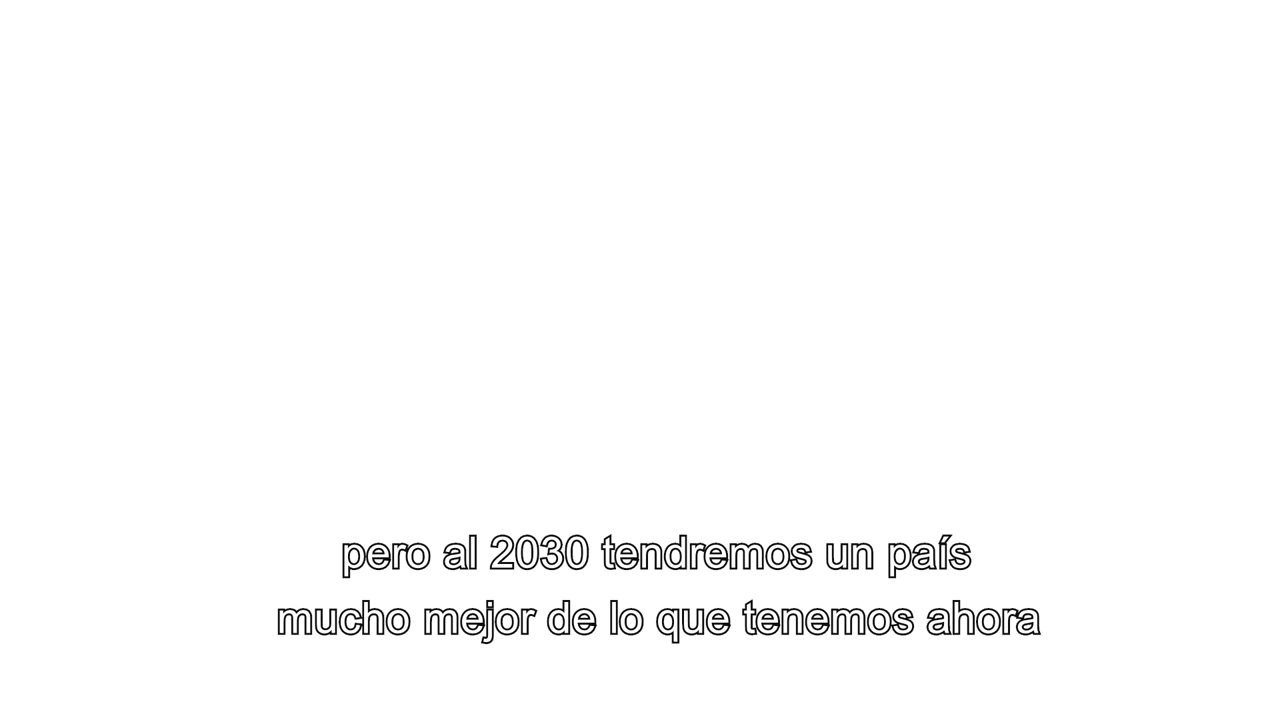 pero al 2030 tendremos un país
mucho mejor de lo que tenemos ahora